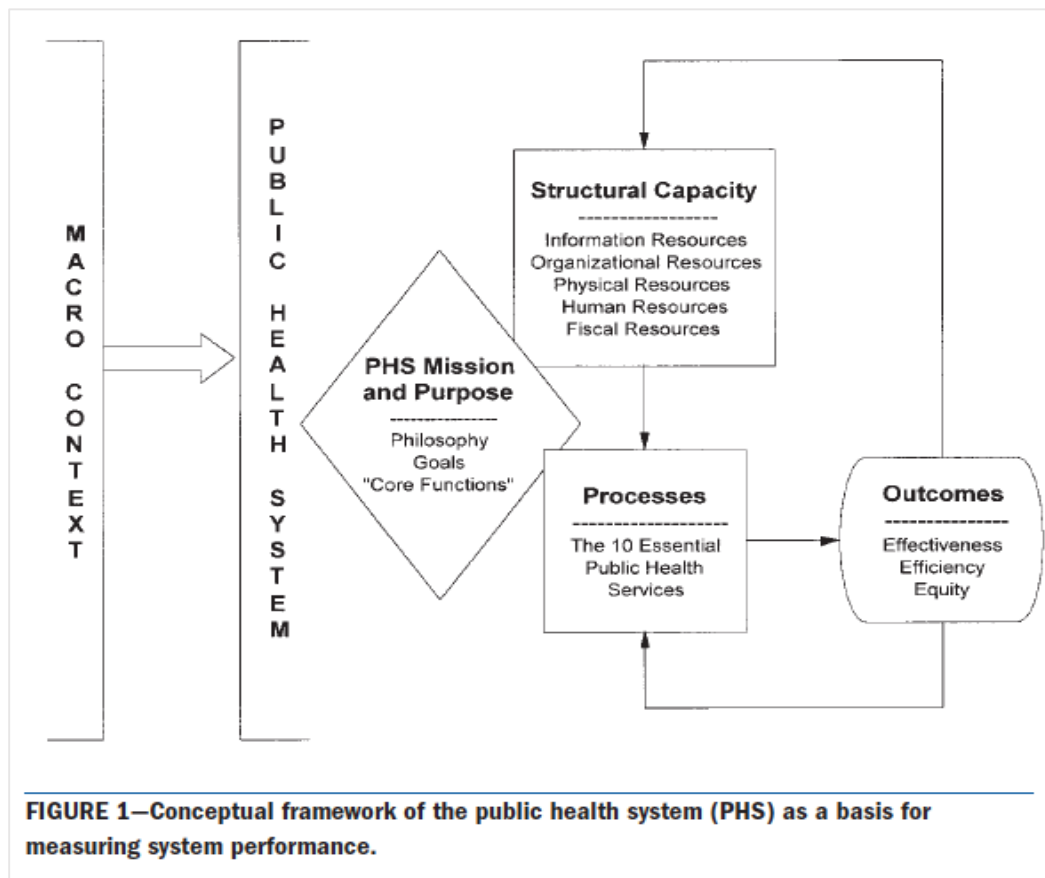 MACRO CONTEXT
PUBLIC HEALTH SYSTEM
PHS Mission
and Purpose
----------------
Philosophy
Goals
"Core Functions"
Structural Capacity
-----------------
Information Resources
Organizational Resources
Physical Resources
Human Resources
Fiscal Resources
Processes
-------------------
The 10 Essential
Public Health
Services
Outcomes
---------------
Effectiveness
Efficiency
Equity
FIGURE 1—Conceptual framework of the public health system (PHS) as a basis for
measuring system performance.